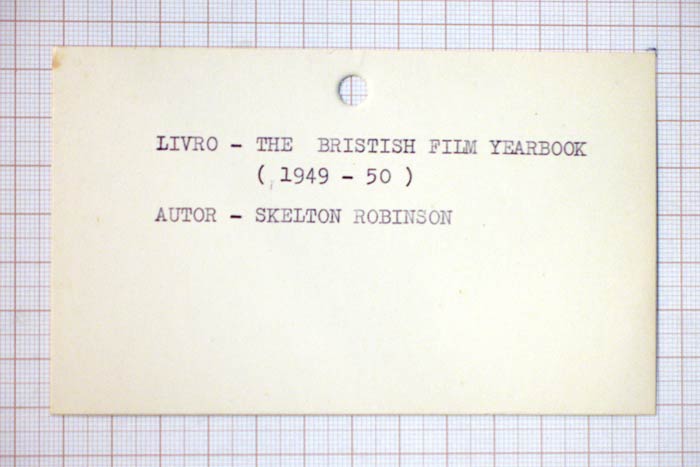 LIVRO - THE BRISTISH FILM YEARBOOK
( 1949 - 50 )
AUTOR - SKELTON ROBINSON